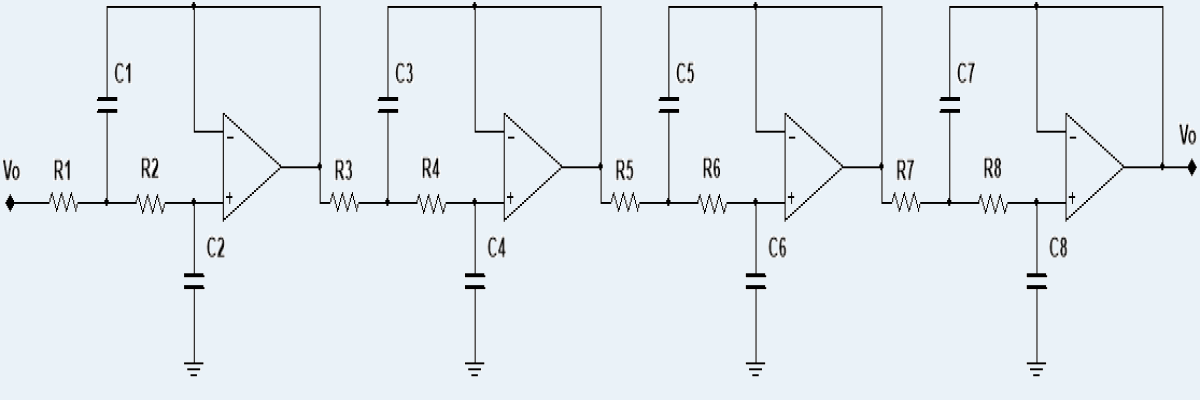 C1 C3 C5 C7
- - - -
Vo R1 R2 R3 R4 R5 R6 R7 R8 Vo
+ + + +
C2 C4 C6 C8